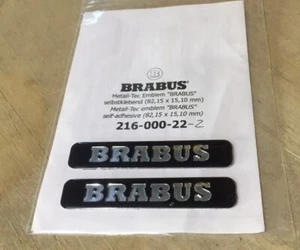 B
BRABUS
Metall-Tec Emblem "BRABUS"
selbstklebend (82,15 x 15,10 mm)
Metal-Tec emblem "BRABUS"
self-adhesive (82,15 x 15,10 mm)
216-000-22-2
BRABUS
BRABUS